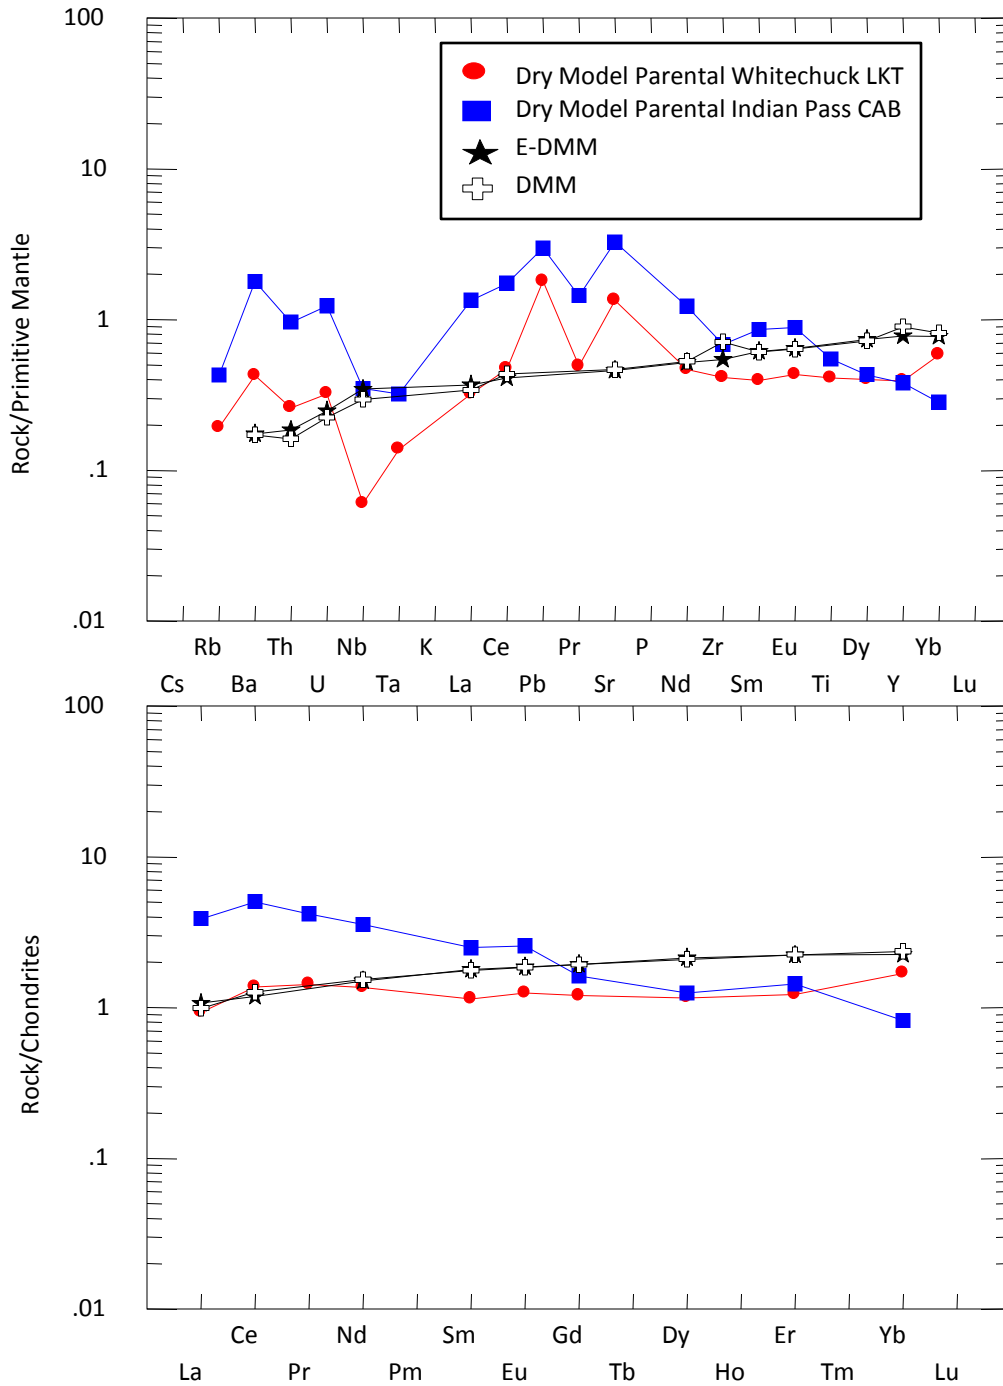 100
Dry Model Parental Whitechuck LKT
Dry Model Parental Indian Pass CAB
E-DMM
DMM
10
1
.1
.01
Rock/Primitive Mantle
Rb Th Nb K Ce Pr P Zr Eu Dy Yb
Cs Ba U Ta La Pb Sr Nd Sm Ti Y Lu
100
10
1
.1
.01
Rock/Chondrites
Ce Nd Sm Gd Dy Er Yb
La Pr Pm Eu Tb Ho Tm Lu